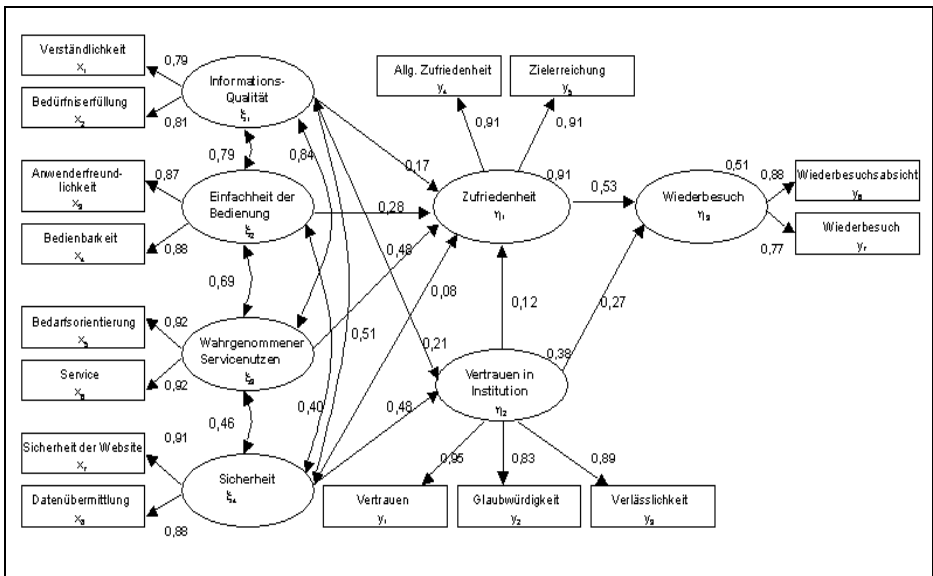 Verständlichkeit
x₁
0,79
Bedürfniserfüllung
x₂
0,81
Informations-
Qualität
ξ₁
0,79
0,84
Anwenderfreund-
lichkeit
x₃
0,87
Bedienbarkeit
x₄
0,88
Einfachheit der
Bedienung
ξ₂
0,69
Bedarfsorientierung
x₅
0,92
Service
x₆
0,92
Wahrgenommener
Servicenutzen
ξ₃
0,46
0,40
0,51
Sicherheit der Website
x₇
0,91
Datenübermittlung
x₈
0,88
Sicherheit
ξ₄
Allg. Zufriedenheit
y₄
0,91
Zielerreichung
y₅
0,91
0,17
0,28
0,48
0,08
0,21
0,48
0,91
Zufriedenheit
η₁
0,53
0,12
0,27
0,38
Vertrauen in
Institution
η₂
0,95
0,83
0,89
Vertrauen
y₁
Glaubwürdigkeit
y₂
Verlässlichkeit
y₃
0,51
Wiederbesuch
η₃
0,88
Wiederbesuchsabsicht
y₆
0,77
Wiederbesuch
y₇